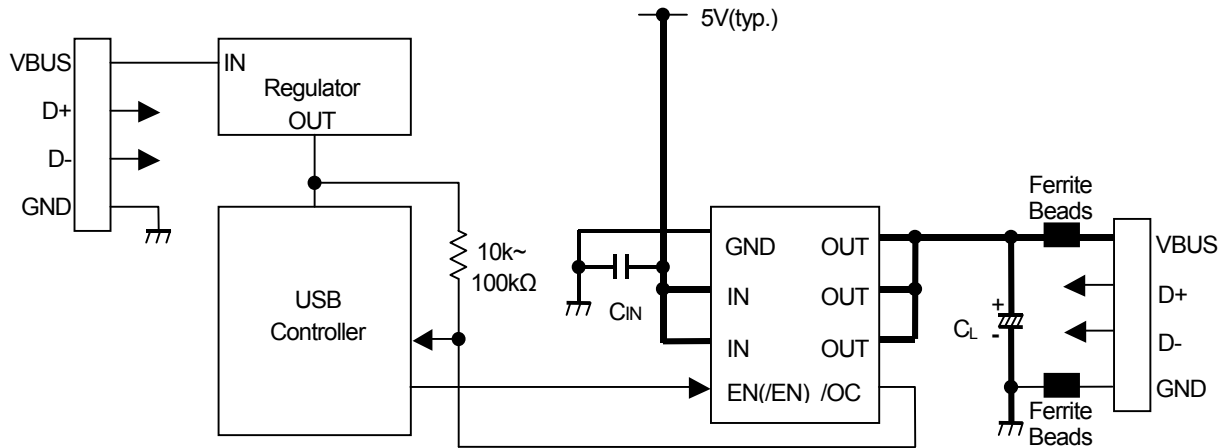 5V(typ.)
VBUS
D+
D-
GND
IN
Regulator
OUT
10k~
100kΩ
USB
Controller
CIN
GND
IN
IN
EN(/EN)
OUT
OUT
OUT
/OC
+
-
CL
Ferrite
Beads
Ferrite
Beads
VBUS
D+
D-
GND